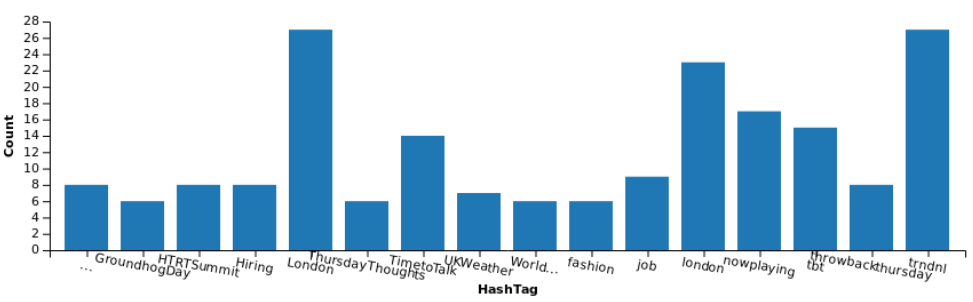 28
26
24
22
20
18
16
14
12
10
8
6
4
2
0
Count
...
GroundhogDay
HTRTSummit
Hiring
London
ThursdayThoughts
TimetoTalk
UKWeather
World...
fashion
job
london
nowplaying
tbt
throwbackthursday
trndnl
HashTag